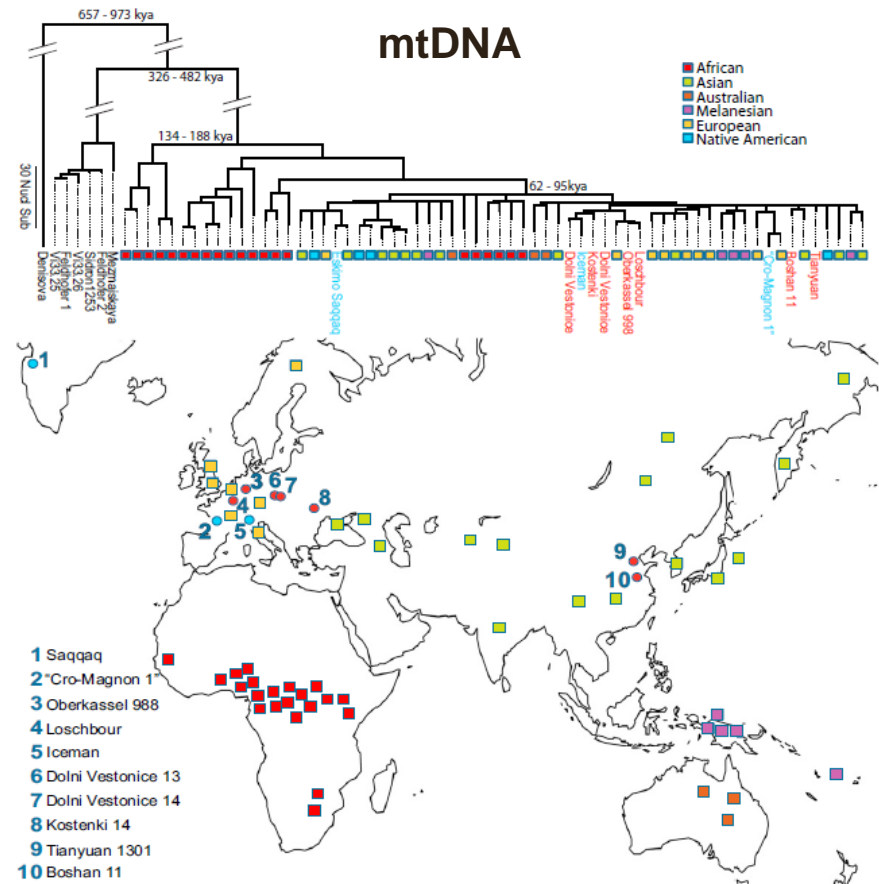 657 - 973 kya
mtDNA
326 - 482 kya
African
Asian
Australian
Melanesian
European
Native American
134 - 188 kya
62 - 95kya
30 Nud Sub
Denisova
Vi33.25
Feldhofer 1
Vi33.26
Sidron1253
Feldhofer 2
Mezmaiskaya
Eskimo Saqqaq
Dolni Vestonice
Iceman
Kostenki
Dolni Vestonice
Oberkassel 998
Loschbour
"Cro-Magnon 1"
Boshan 11
Tianyuan
1
2
3
4
5
6
7
8
9
10
1 Saqqaq
2 "Cro-Magnon 1"
3 Oberkassel 988
4 Loschbour
5 Iceman
6 Dolni Vestonice 13
7 Dolni Vestonice 14
8 Kostenki 14
9 Tianyuan 1301
10 Boshan 11